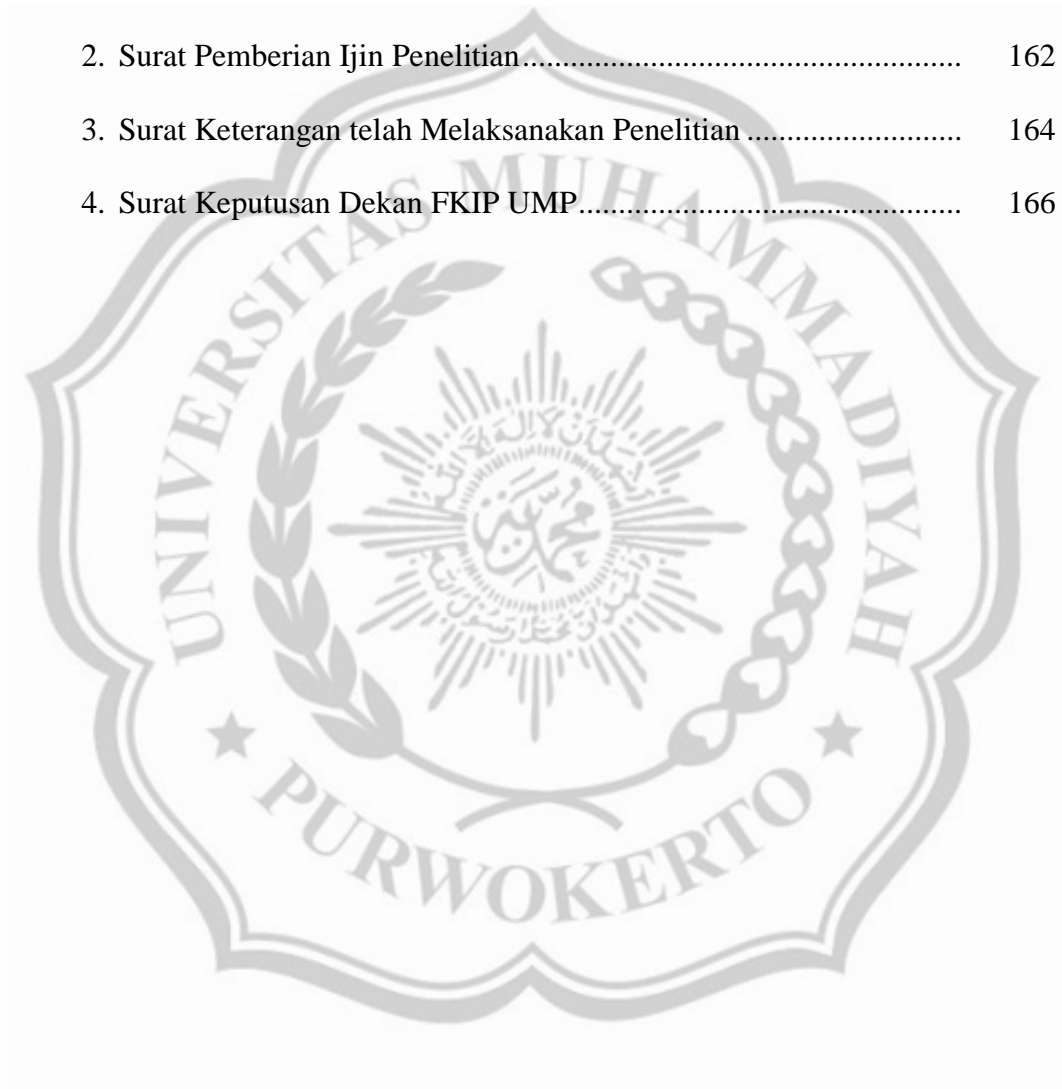 2. Surat Pemberian Ijin Penelitian ...................................................... 162
3. Surat Keterangan telah Melaksanakan Penelitian .......................... 164
4. Surat Keputusan Dekan FKIP UMP............................................... 166
UNIVERSITAS MUHAMMADIYAH
محمدية
PURWOKERTO